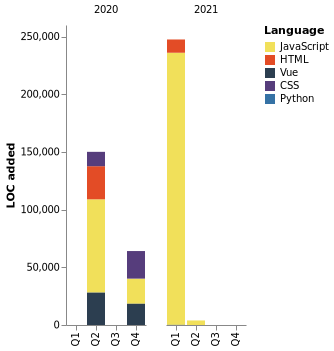 2020 2021
Language
JavaScript
HTML
Vue
CSS
Python
LOC added
250,000
200,000
150,000
100,000
50,000
0
Q1 Q2 Q3 Q4 Q1 Q2 Q3 Q4